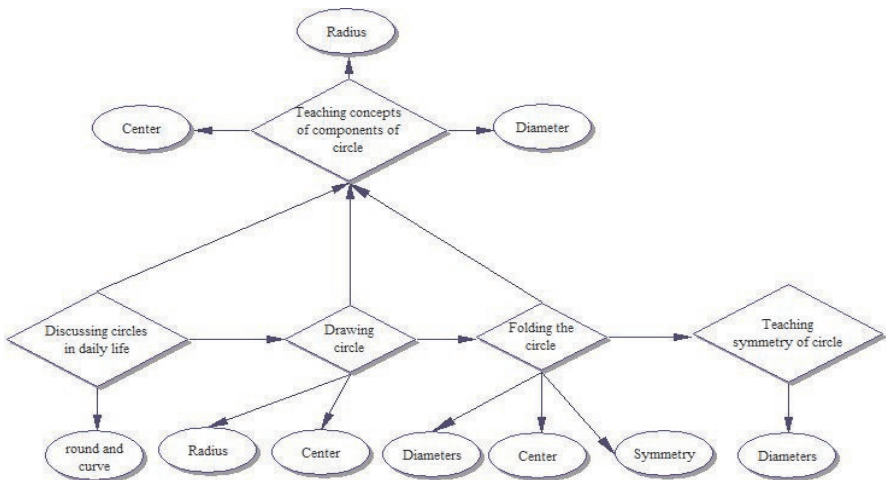 Radius
Teaching concepts
of components of
circle
Center
Diameter
Discussing circles
in daily life
Drawing
circle
Folding the
circle
Teaching
symmetry of circle
round and
curve
Radius
Center
Diameters
Center
Symmetry
Diameters